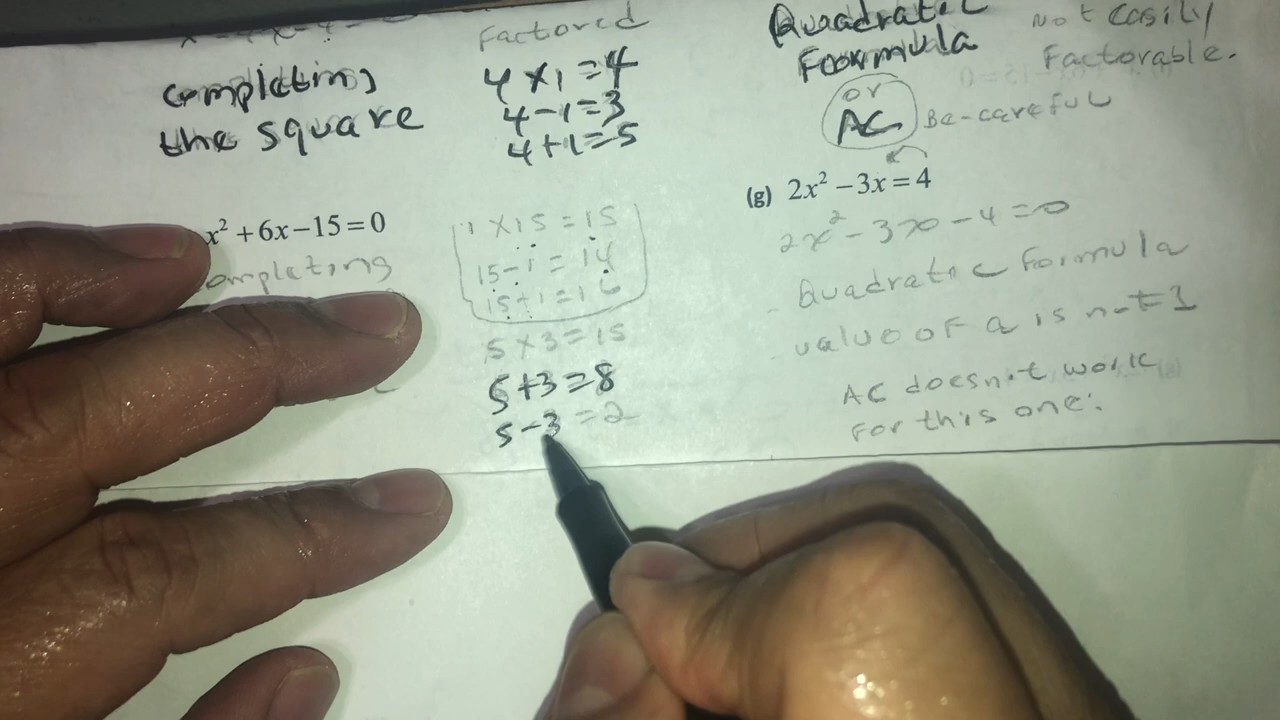 Factored
4 x 1 = 4
4 - 1 = 3
4 + 1 = 5
completing
the square
Quadratic
Formula
or
AC
Not easily
Factorable.
Be-careful
x² + 6x - 15 = 0
ompleting
1 x 15 = 15
15 - 1 = 14
15 + 1 = 16
5 x 3 = 15
5 + 3 = 8
5 - 3 = 2
(g) 2x² - 3x = 4
2x² - 3x - 4 = 0
Quadratic Formula
value of a is not 1
AC doesn't work
For this one.